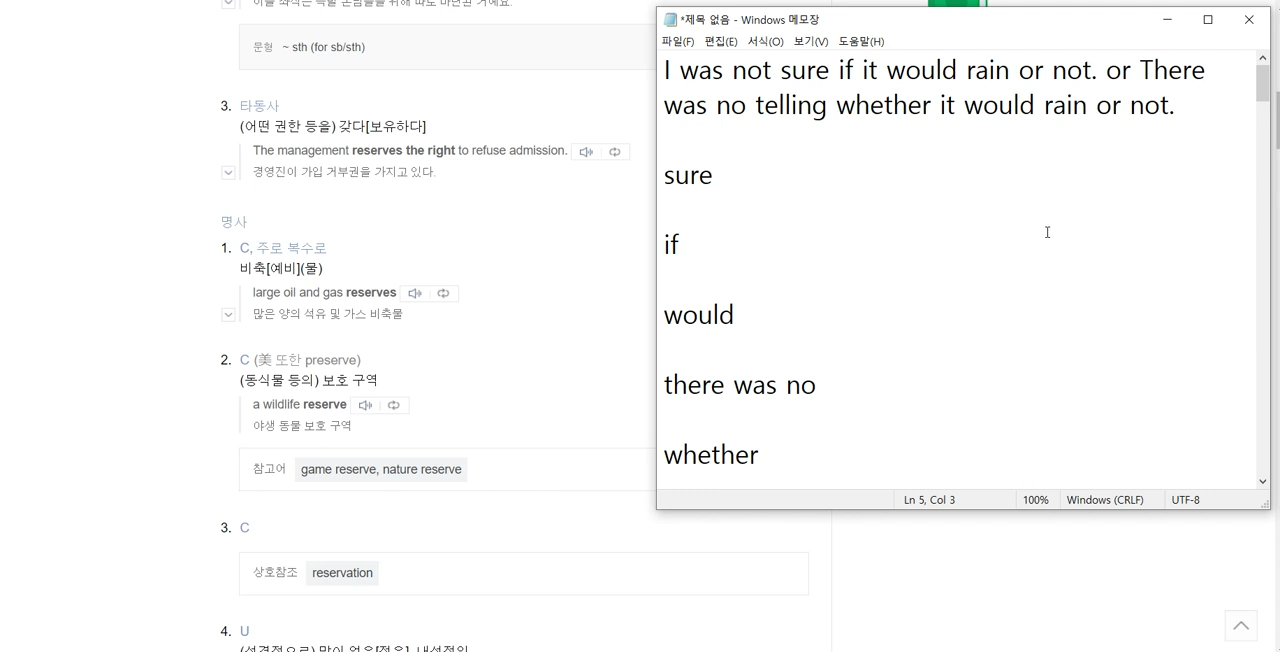 문형 ~ sth (for sb/sth)
3. 타동사
(어떤 권한 등을) 갖다[보유하다]
The management reserves the right to refuse admission.
경영진이 가입 거부권을 가지고 있다.
명사
1. C, 주로 복수로
비축[예비](물)
large oil and gas reserves
많은 양의 석유 및 가스 비축물
2. C (美 또한 preserve)
(동식물 등의) 보호 구역
a wildlife reserve
야생 동물 보호 구역
참고어 game reserve, nature reserve
3. C
상호참조 reservation
4. U
*제목 없음 - Windows 메모장
파일(F) 편집(E) 서식(O) 보기(V) 도움말(H)
I was not sure if it would rain or not. or There
was no telling whether it would rain or not.
sure
if
would
there was no
whether
Ln 5, Col 3 100% Windows (CRLF) UTF-8